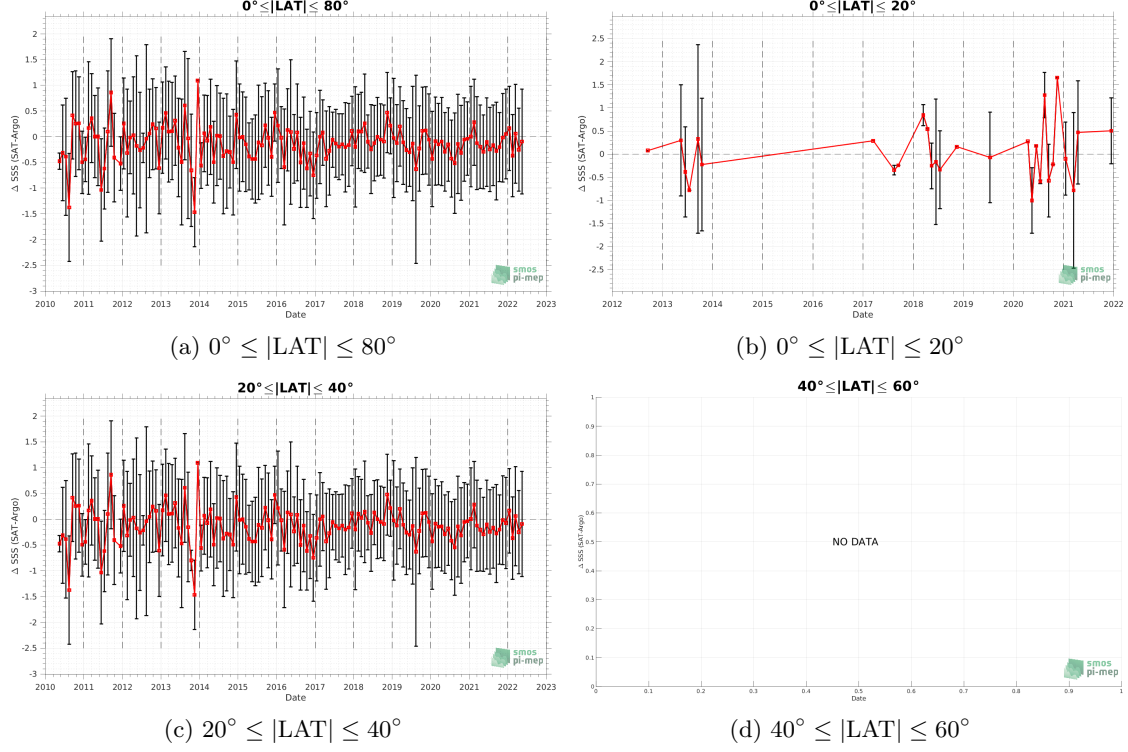 0°≤|LAT|≤ 80°
Δ SSS (SAT-Argo)
2
1.5
1
0.5
0
-0.5
-1
-1.5
-2
-2.5
-3
2010 2011 2012 2013 2014 2015 2016 2017 2018 2019 2020 2021 2022 2023
Date
smos
pi-mep
(a) 0° ≤ |LAT| ≤ 80°
0°≤|LAT|≤ 20°
Δ SSS (SAT-Argo)
2.5
2
1.5
1
0.5
0
-0.5
-1
-1.5
-2
-2.5
2012 2013 2014 2015 2016 2017 2018 2019 2020 2021 2022
Date
smos
pi-mep
(b) 0° ≤ |LAT| ≤ 20°
20°≤|LAT|≤ 40°
Δ SSS (SAT-Argo)
2
1.5
1
0.5
0
-0.5
-1
-1.5
-2
-2.5
-3
2010 2011 2012 2013 2014 2015 2016 2017 2018 2019 2020 2021 2022 2023
Date
smos
pi-mep
(c) 20° ≤ |LAT| ≤ 40°
40°≤|LAT|≤ 60°
Δ SSS (SAT-Argo)
1
0.9
0.8
0.7
0.6
0.5
0.4
0.3
0.2
0.1
0
NO DATA
0 0.1 0.2 0.3 0.4 0.5 0.6 0.7 0.8 0.9 1
Date
smos
pi-mep
(d) 40° ≤ |LAT| ≤ 60°